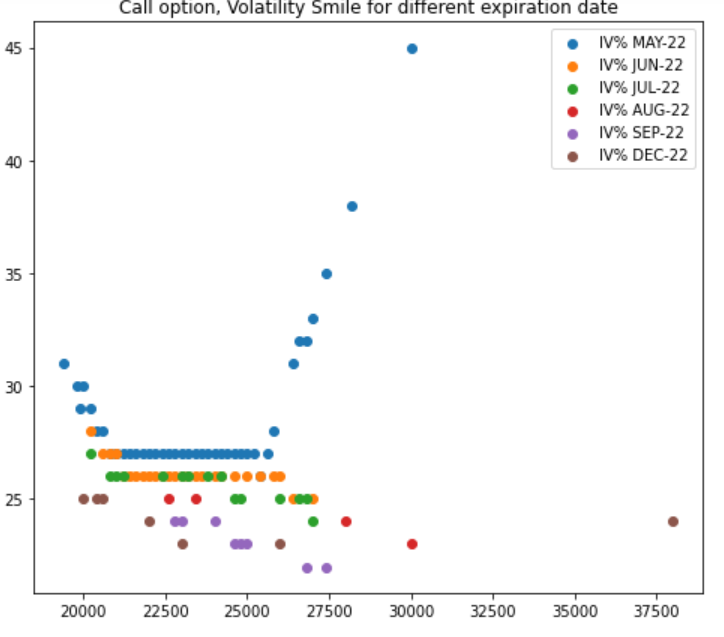 Call option, Volatility Smile for different expiration date
45
40
35
30
25
IV% MAY-22
IV% JUN-22
IV% JUL-22
IV% AUG-22
IV% SEP-22
IV% DEC-22
20000 22500 25000 27500 30000 32500 35000 37500